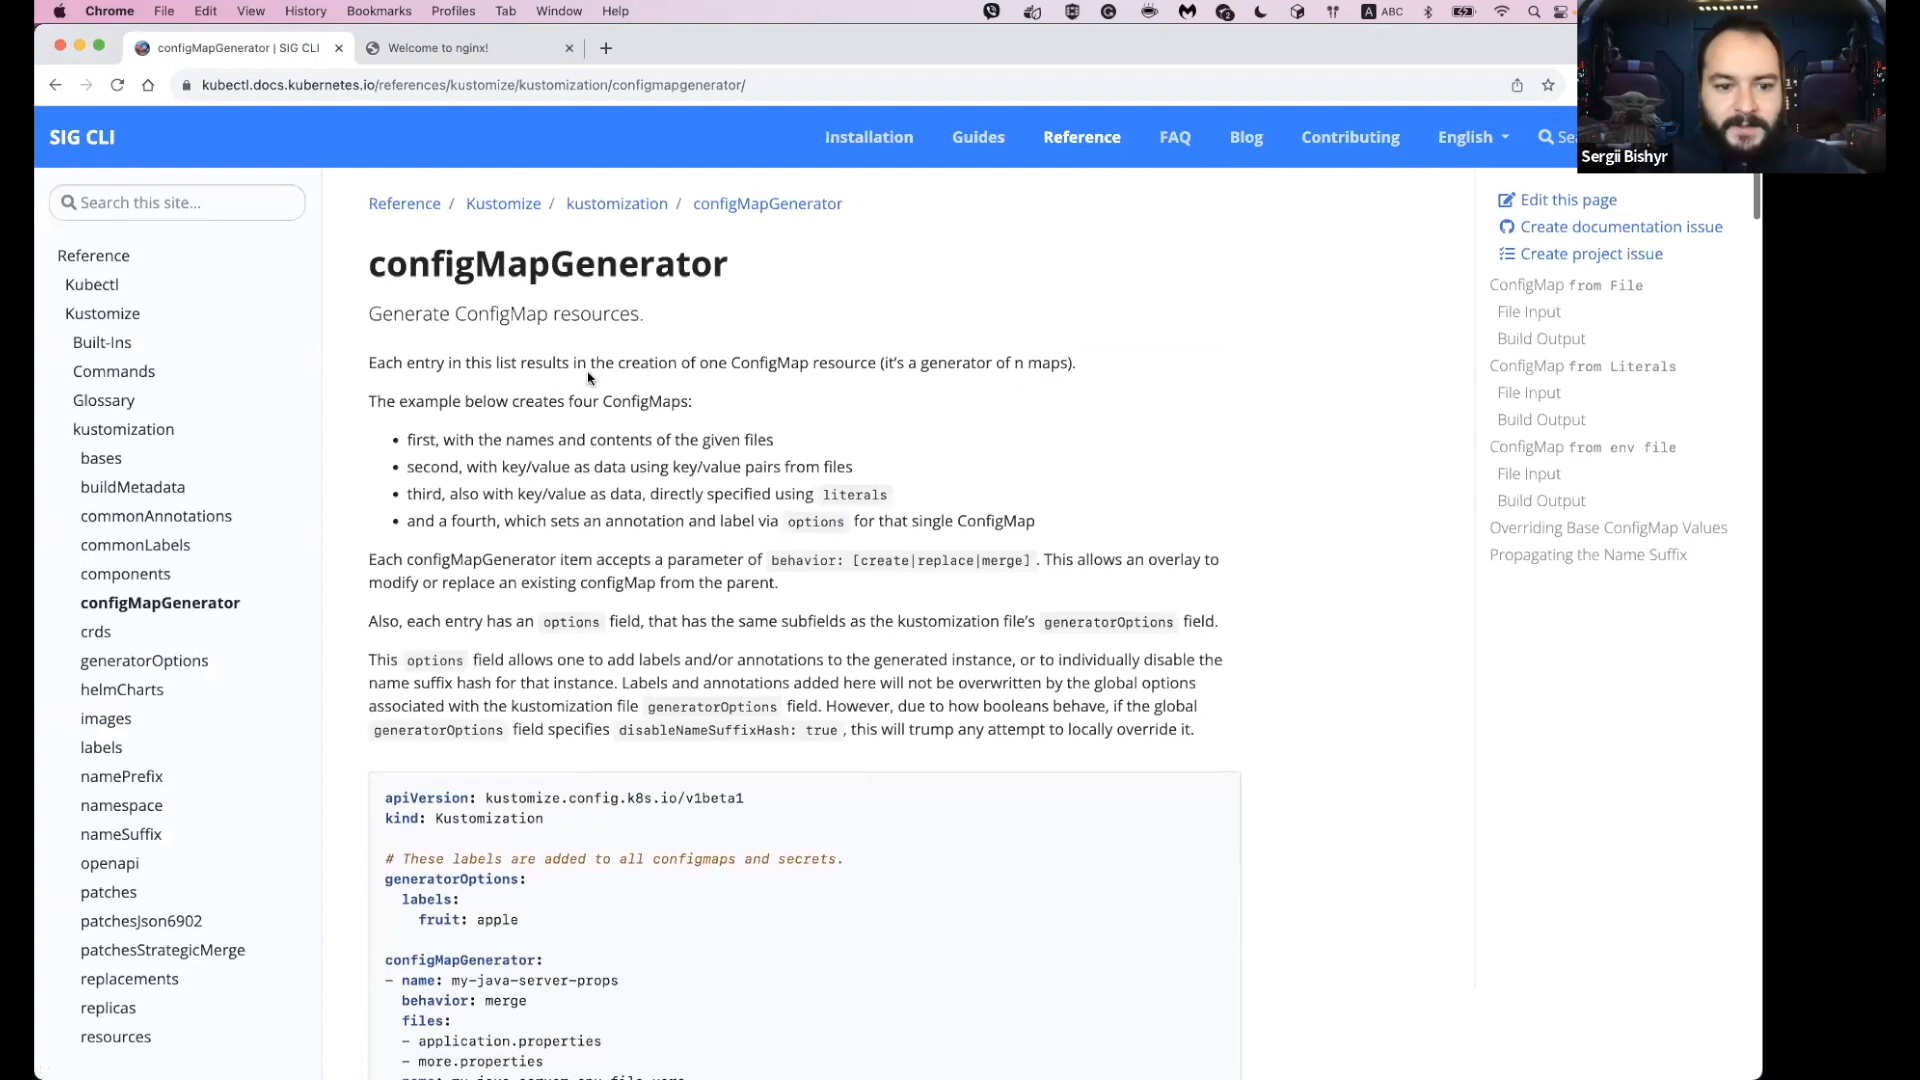 Chrome File Edit View History Bookmarks Profiles Tab Window Help
A ABC
configMapGenerator | SIG CLI
Welcome to nginx!
kubectl.docs.kubernetes.io/references/kustomize/kustomization/configmapgenerator/
Sergii Bishyr
SIG CLI
Installation Guides Reference FAQ Blog Contributing English
Search this site...
Reference
Kubectl
Kustomize
Built-Ins
Commands
Glossary
kustomization
bases
buildMetadata
commonAnnotations
commonLabels
components
configMapGenerator
crds
generatorOptions
helmCharts
images
labels
namePrefix
namespace
nameSuffix
openapi
patches
patchesJson6902
patchesStrategicMerge
replacements
replicas
resources
Reference / Kustomize / kustomization / configMapGenerator
configMapGenerator
Generate ConfigMap resources.
Each entry in this list results in the creation of one ConfigMap resource (it's a generator of n maps).
The example below creates four ConfigMaps:
• first, with the names and contents of the given files
• second, with key/value as data using key/value pairs from files
• third, also with key/value as data, directly specified using literals
• and a fourth, which sets an annotation and label via options for that single ConfigMap
Each configMapGenerator item accepts a parameter of behavior: [create|replace|merge]. This allows an overlay to
modify or replace an existing configMap from the parent.
Also, each entry has an options field, that has the same subfields as the kustomization file's generatorOptions field.
This options field allows one to add labels and/or annotations to the generated instance, or to individually disable the
name suffix hash for that instance. Labels and annotations added here will not be overwritten by the global options
associated with the kustomization file generatorOptions field. However, due to how booleans behave, if the global
generatorOptions field specifies disableNameSuffixHash: true, this will trump any attempt to locally override it.
apiVersion: kustomize.config.k8s.io/v1beta1
kind: Kustomization
# These labels are added to all configmaps and secrets.
generatorOptions:
labels:
fruit: apple
configMapGenerator:
- name: my-java-server-props
behavior: merge
files:
- application.properties
- more.properties
Edit this page
Create documentation issue
Create project issue
ConfigMap from File
File Input
Build Output
ConfigMap from Literals
File Input
Build Output
ConfigMap from env file
File Input
Build Output
Overriding Base ConfigMap Values
Propagating the Name Suffix